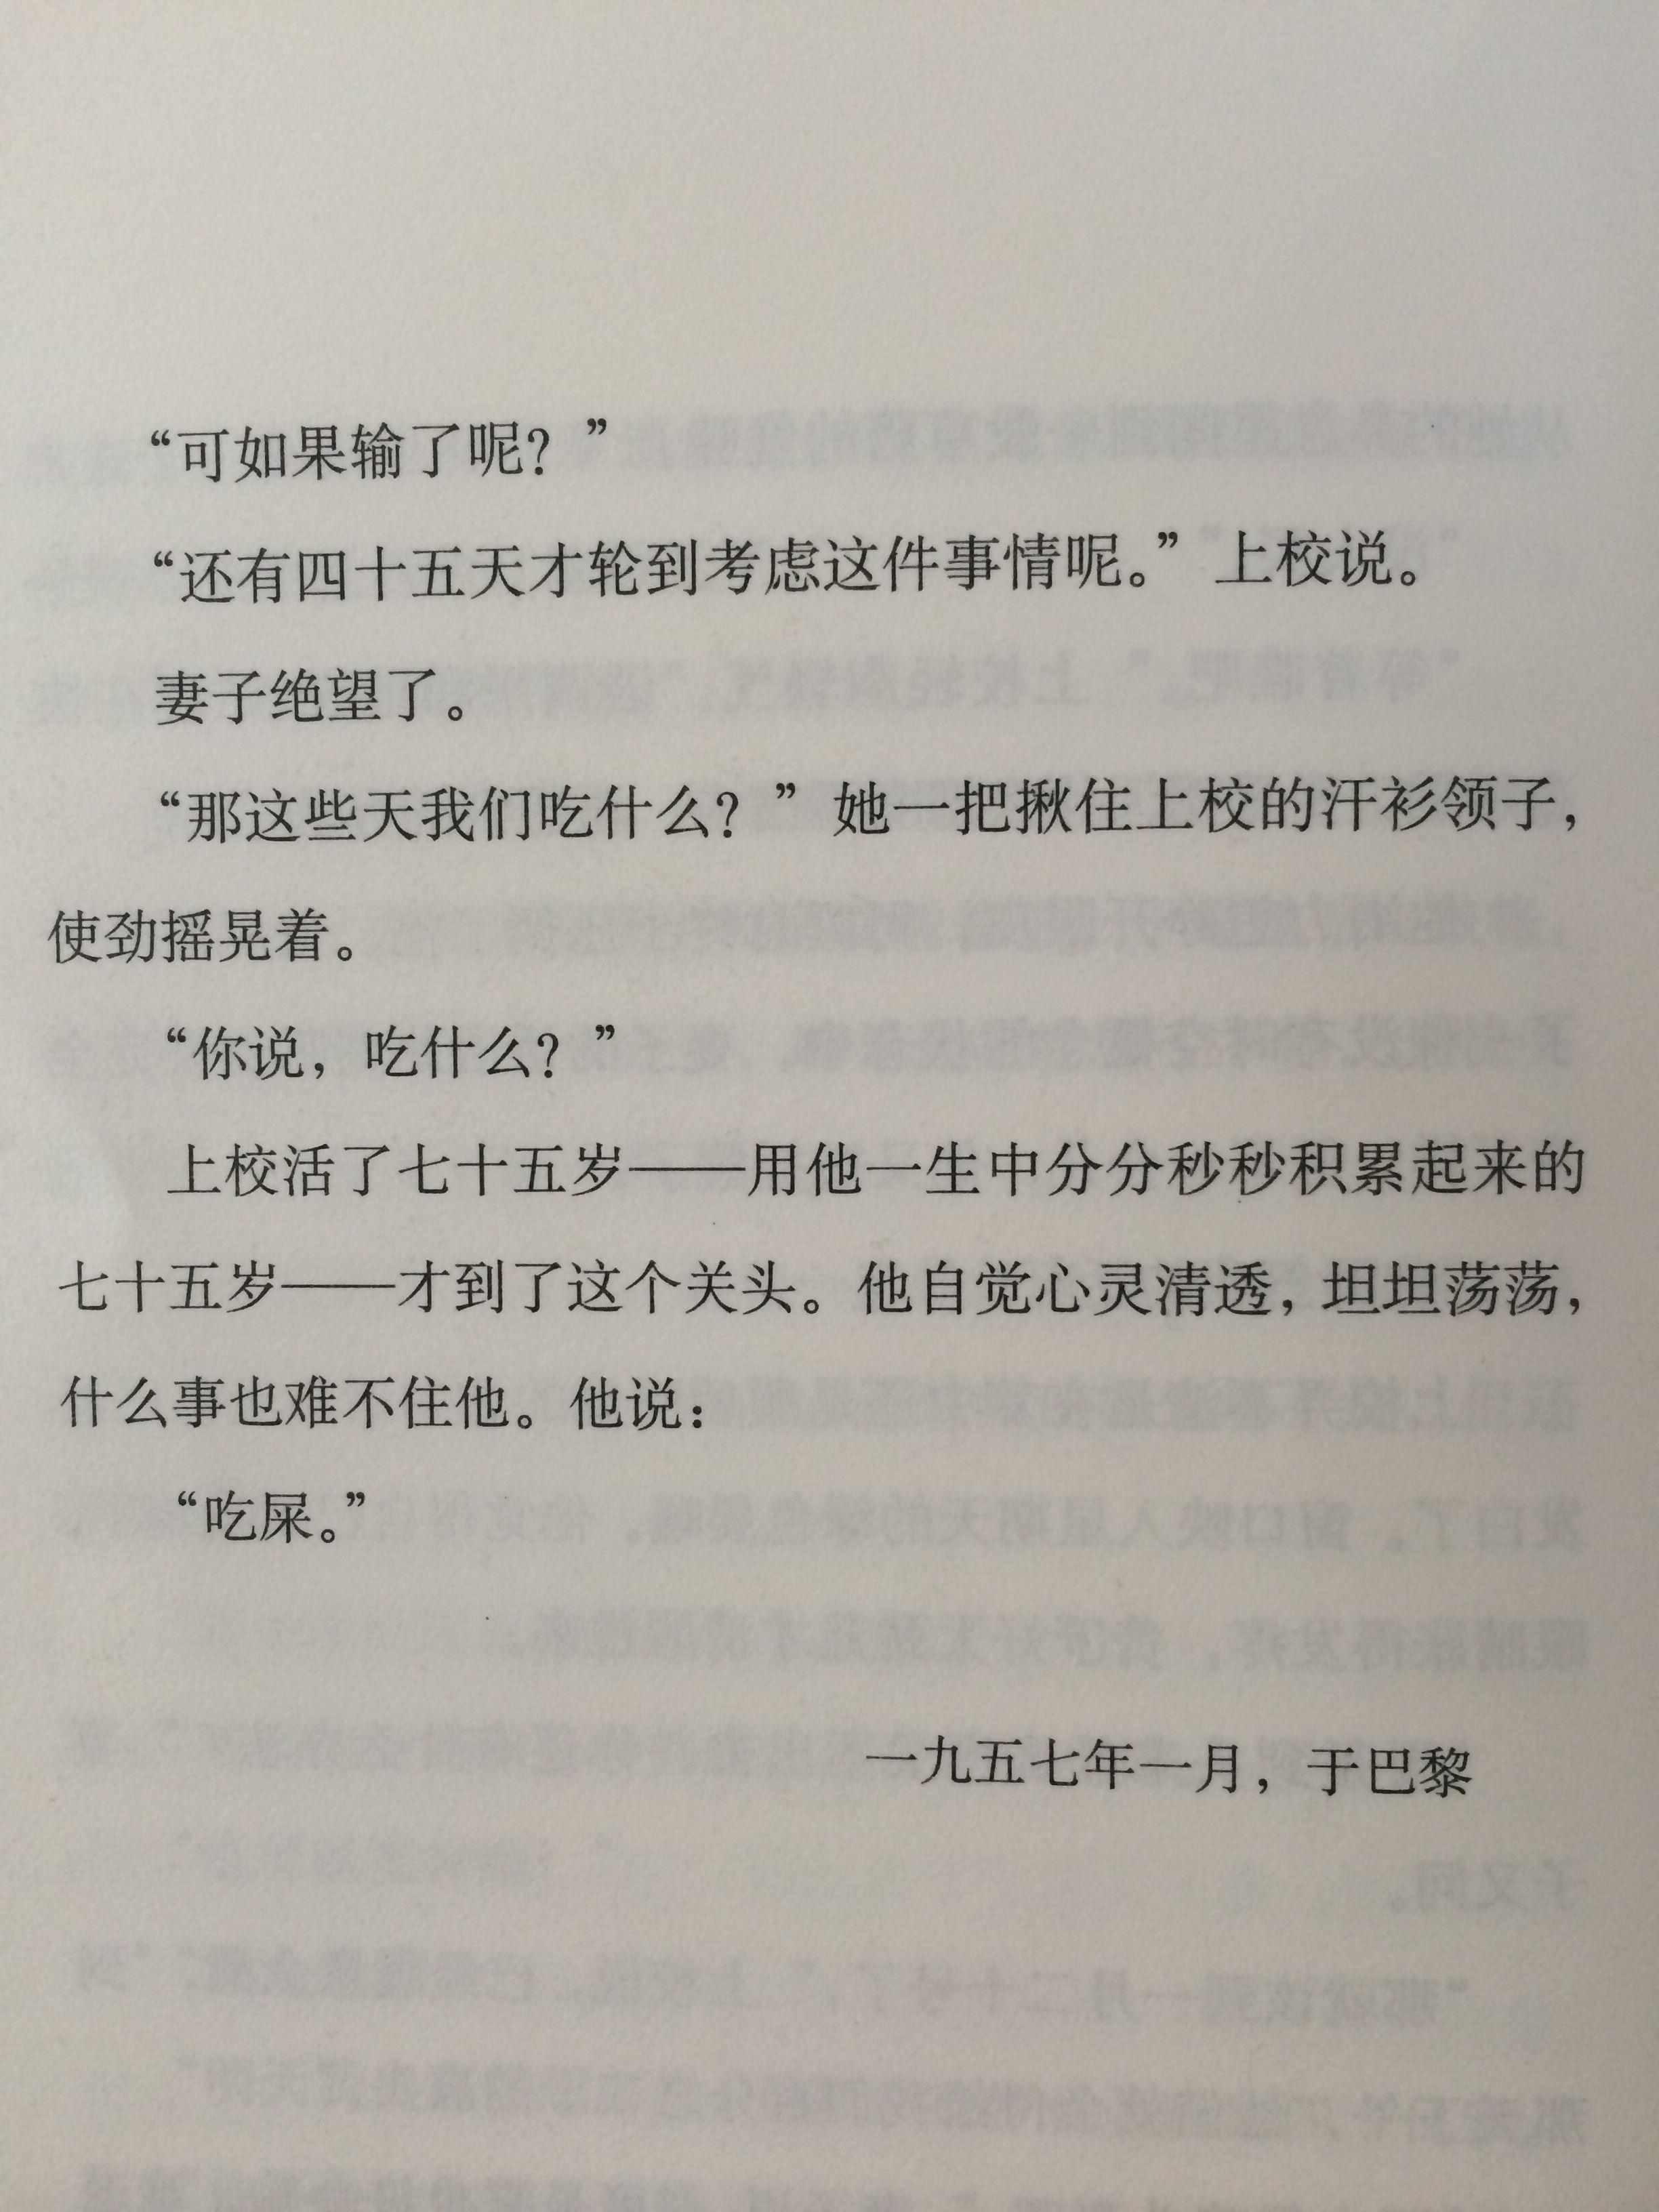 “可如果输了呢？”
“还有四十五天才轮到考虑这件事情呢。”上校说。
妻子绝望了。
“那这些天我们吃什么？”她一把揪住上校的汗衫领子，
使劲摇晃着。
“你说，吃什么？”
上校活了七十五岁——用他一生中分分秒秒积累起来的
七十五岁——才到了这个关头。他自觉心灵清透，坦坦荡荡，
什么事也难不住他。他说：
“吃屎。”
一九五七年一月，于巴黎